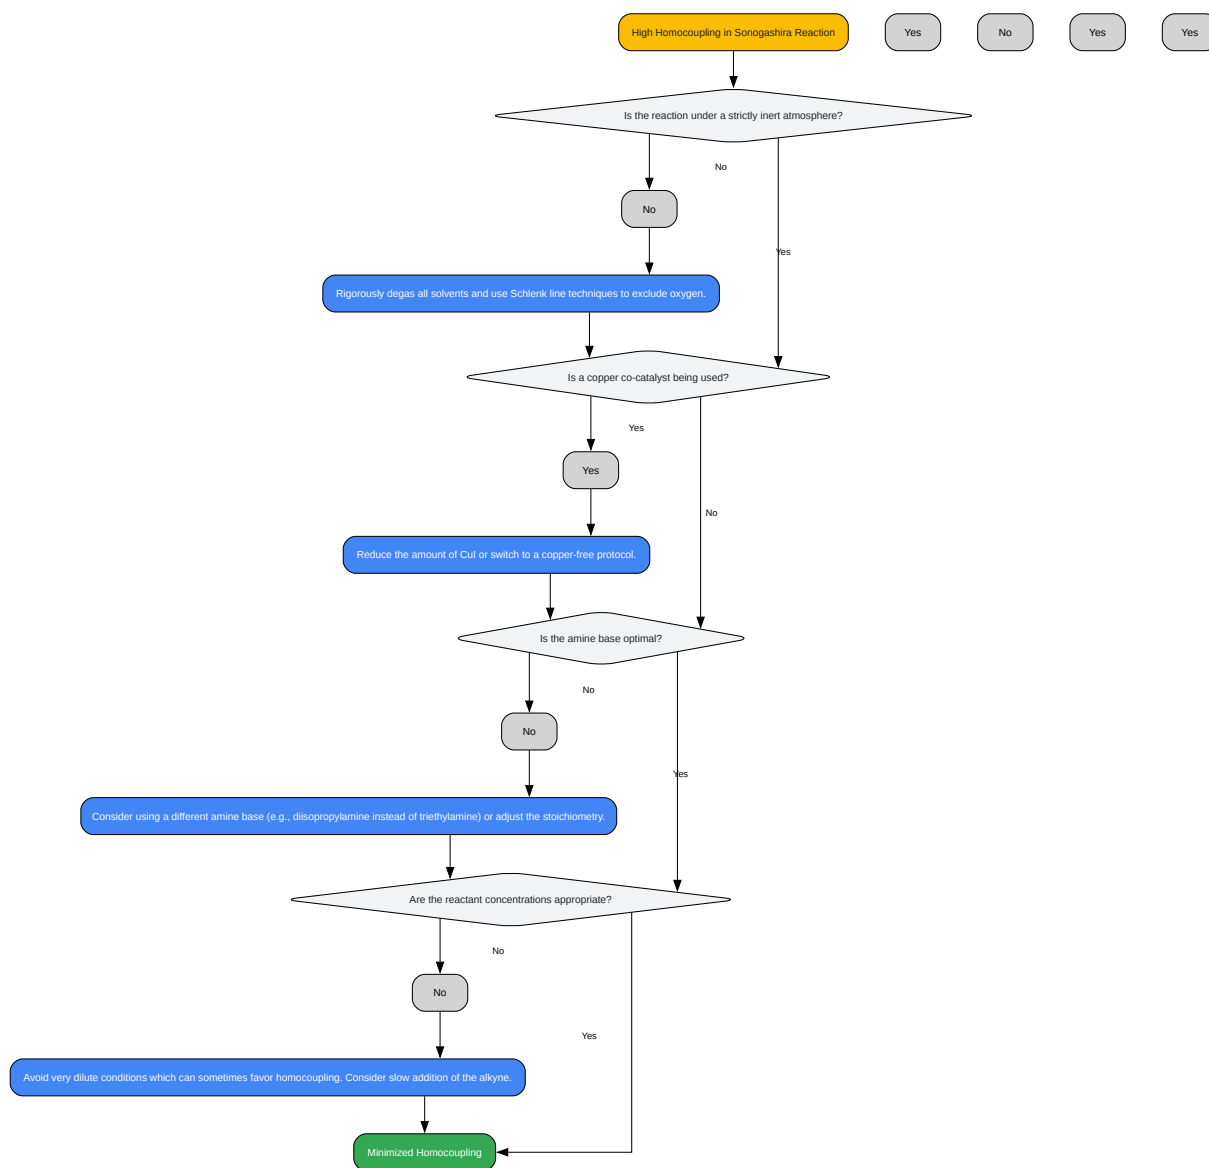 High Homocoupling in Sonogashira Reaction
Yes
No
Yes
Yes
Is the reaction under a strictly inert atmosphere?
No
No
Yes
Rigorously degas all solvents and use Schlenk line techniques to exclude oxygen.
Is a copper co-catalyst being used?
Yes
Yes
No
Reduce the amount of CuI or switch to a copper-free protocol.
Is the amine base optimal?
No
No
Yes
Consider using a different amine base (e.g., diisopropylamine instead of triethylamine) or adjust the stoichiometry.
Are the reactant concentrations appropriate?
No
No
Yes
Avoid very dilute conditions which can sometimes favor homocoupling. Consider slow addition of the alkyne.
Minimized Homocoupling